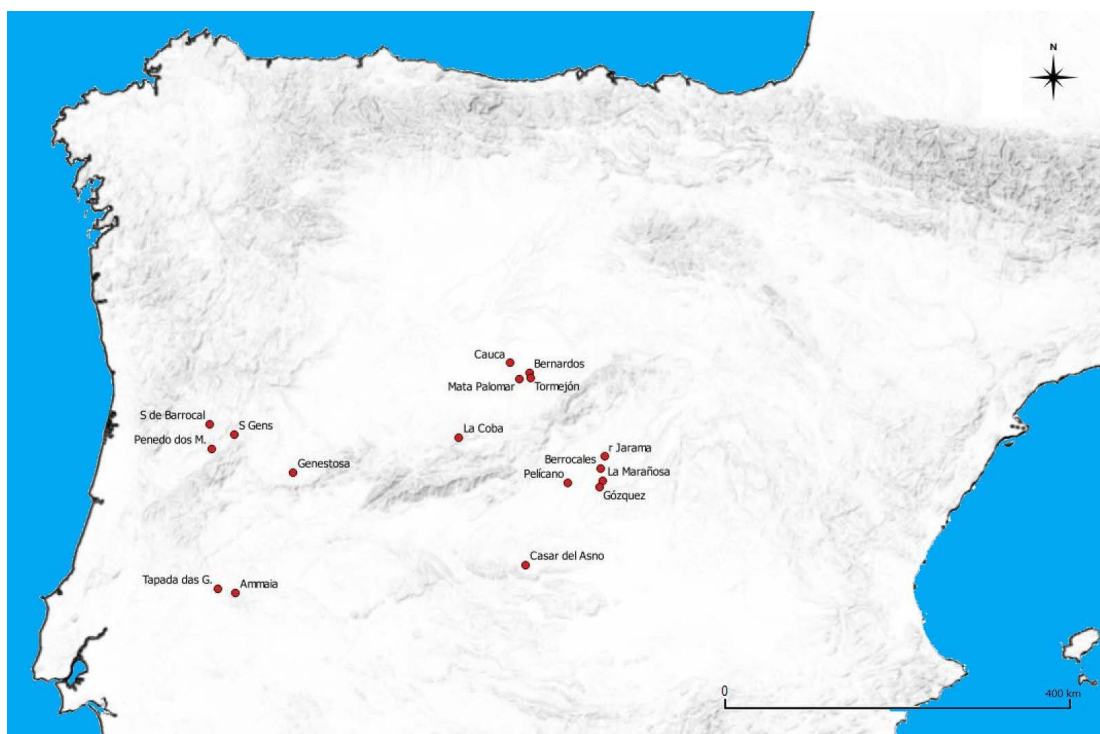 N
Cauca
Bernardos
Mata Palomar
Tormejón
S de Barrocal
S Gens
La Coba
Penedo dos M.
r Jarama
Genestosa
Berrocales
La Marañosa
Pelícano
Gózquez
Casar del Asno
Tapada das G.
Ammaia
0
400 km